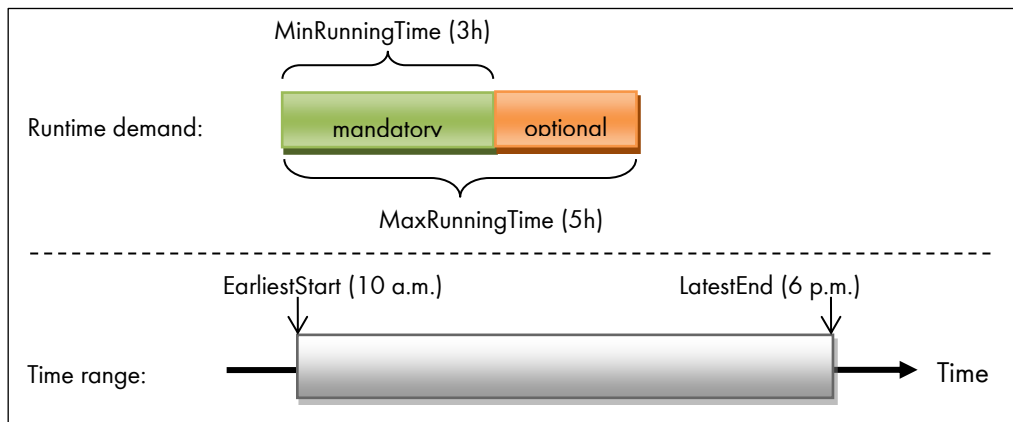 MinRunningTime (3h)
Runtime demand:
mandatory
optional
MaxRunningTime (5h)
EarliestStart (10 a.m.)
LatestEnd (6 p.m.)
Time range:
Time